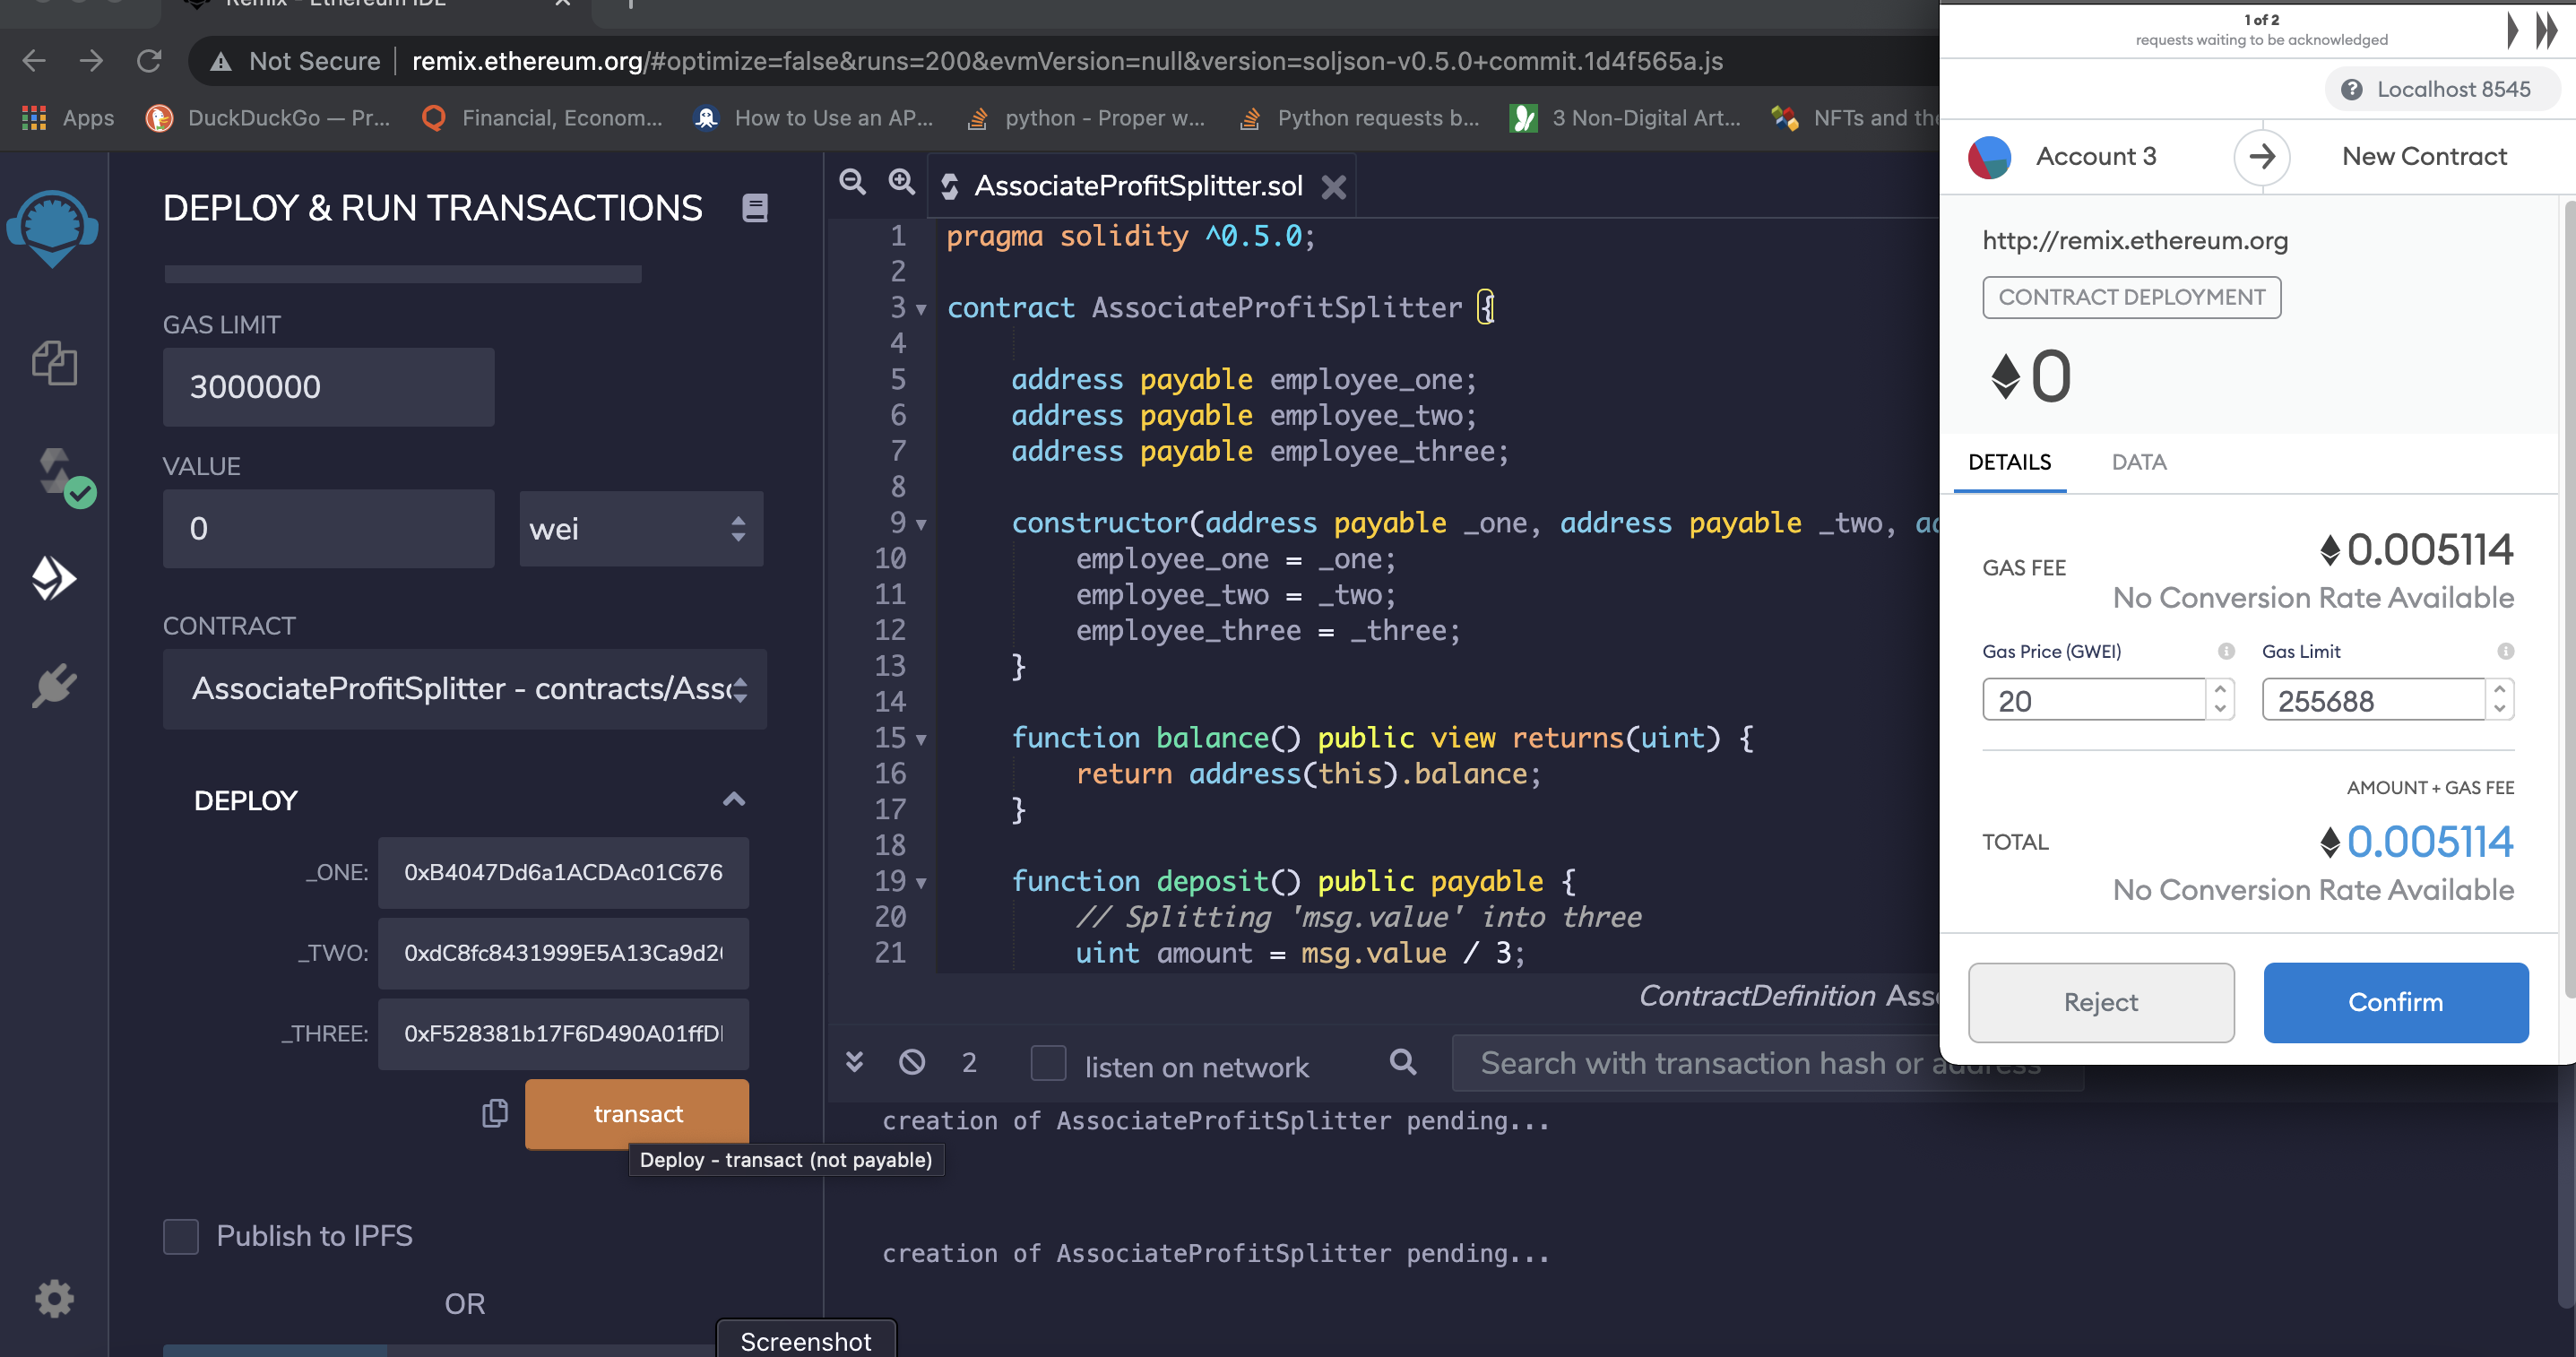 Remix - Ethereum IDE
Not Secure remix.ethereum.org/#optimize=false&runs=200&evmVersion=null&version=soljson-v0.5.0+commit.1d4f565a.js
Apps DuckDuckGo — Pr... Financial, Econom... How to Use an AP... python - Proper w... Python requests b... 3 Non-Digital Art... NFTs and the
DEPLOY & RUN TRANSACTIONS
GAS LIMIT
3000000
VALUE
0 wei
CONTRACT
AssociateProfitSplitter - contracts/Asso
DEPLOY
_ONE: 0xB4047Dd6a1ACDAc01C676
_TWO: 0xdC8fc8431999E5A13Ca9d2
_THREE: 0xF528381b17F6D490A01ffD
transact
Deploy - transact (not payable)
Publish to IPFS
OR
Screenshot
AssociateProfitSplitter.sol
1 pragma solidity ^0.5.0;
2
3 contract AssociateProfitSplitter {
4
5 address payable employee_one;
6 address payable employee_two;
7 address payable employee_three;
8
9 constructor(address payable _one, address payable _two, ad
10 employee_one = _one;
11 employee_two = _two;
12 employee_three = _three;
13 }
14
15 function balance() public view returns(uint) {
16 return address(this).balance;
17 }
18
19 function deposit() public payable {
20 // Splitting 'msg.value' into three
21 uint amount = msg.value / 3;
ContractDefinition Asso
2 listen on network Search with transaction hash or address
creation of AssociateProfitSplitter pending...
creation of AssociateProfitSplitter pending...
1 of 2
requests waiting to be acknowledged
Localhost 8545
Account 3 New Contract
http://remix.ethereum.org
CONTRACT DEPLOYMENT
0
DETAILS DATA
GAS FEE 0.005114
No Conversion Rate Available
Gas Price (GWEI) Gas Limit
20 255688
AMOUNT + GAS FEE
TOTAL 0.005114
No Conversion Rate Available
Reject Confirm